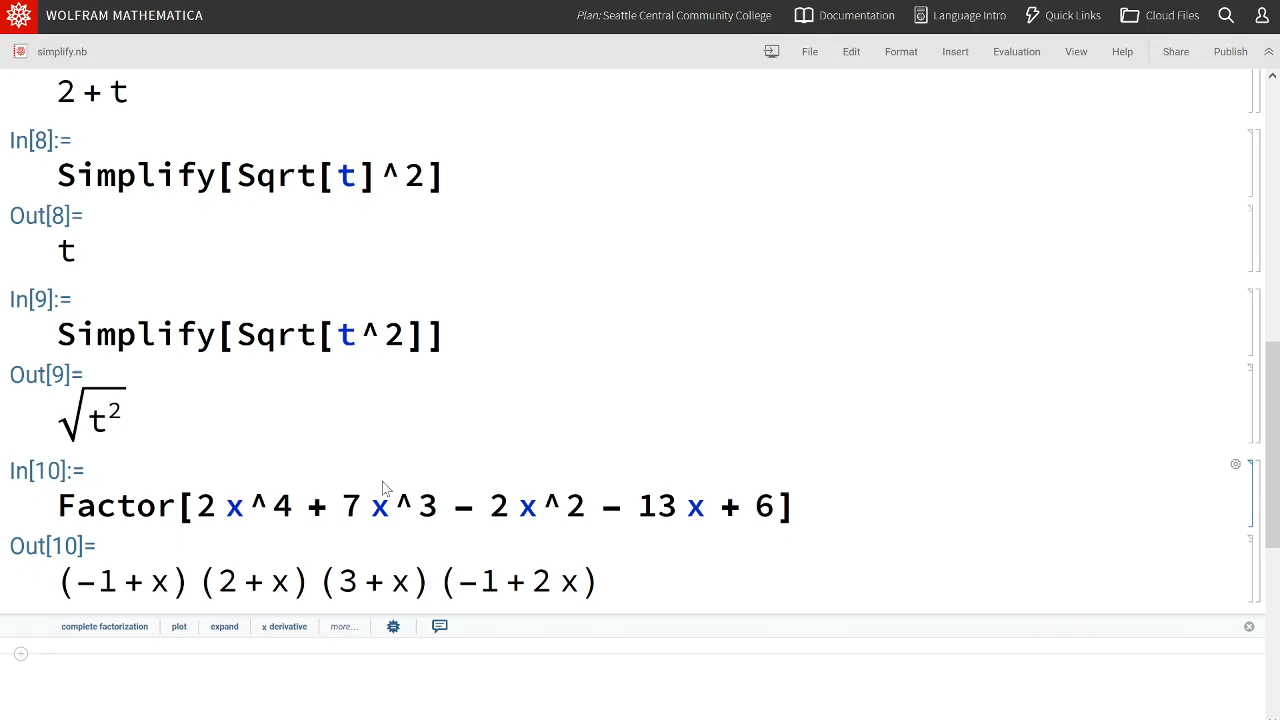 WOLFRAM MATHEMATICA Plan: Seattle Central Community College Documentation Language Intro Quick Links Cloud Files
simplify.nb File Edit Format Insert Evaluation View Help Share Publish
2 + t
In[8]:=
Simplify[Sqrt[t]^2]
Out[8]=
t
In[9]:=
Simplify[Sqrt[t^2]]
Out[9]=
√t²
In[10]:=
Factor[2 x^4 + 7 x^3 - 2 x^2 - 13 x + 6]
Out[10]=
(-1 + x) (2 + x) (3 + x) (-1 + 2 x)
complete factorization plot expand x derivative more...